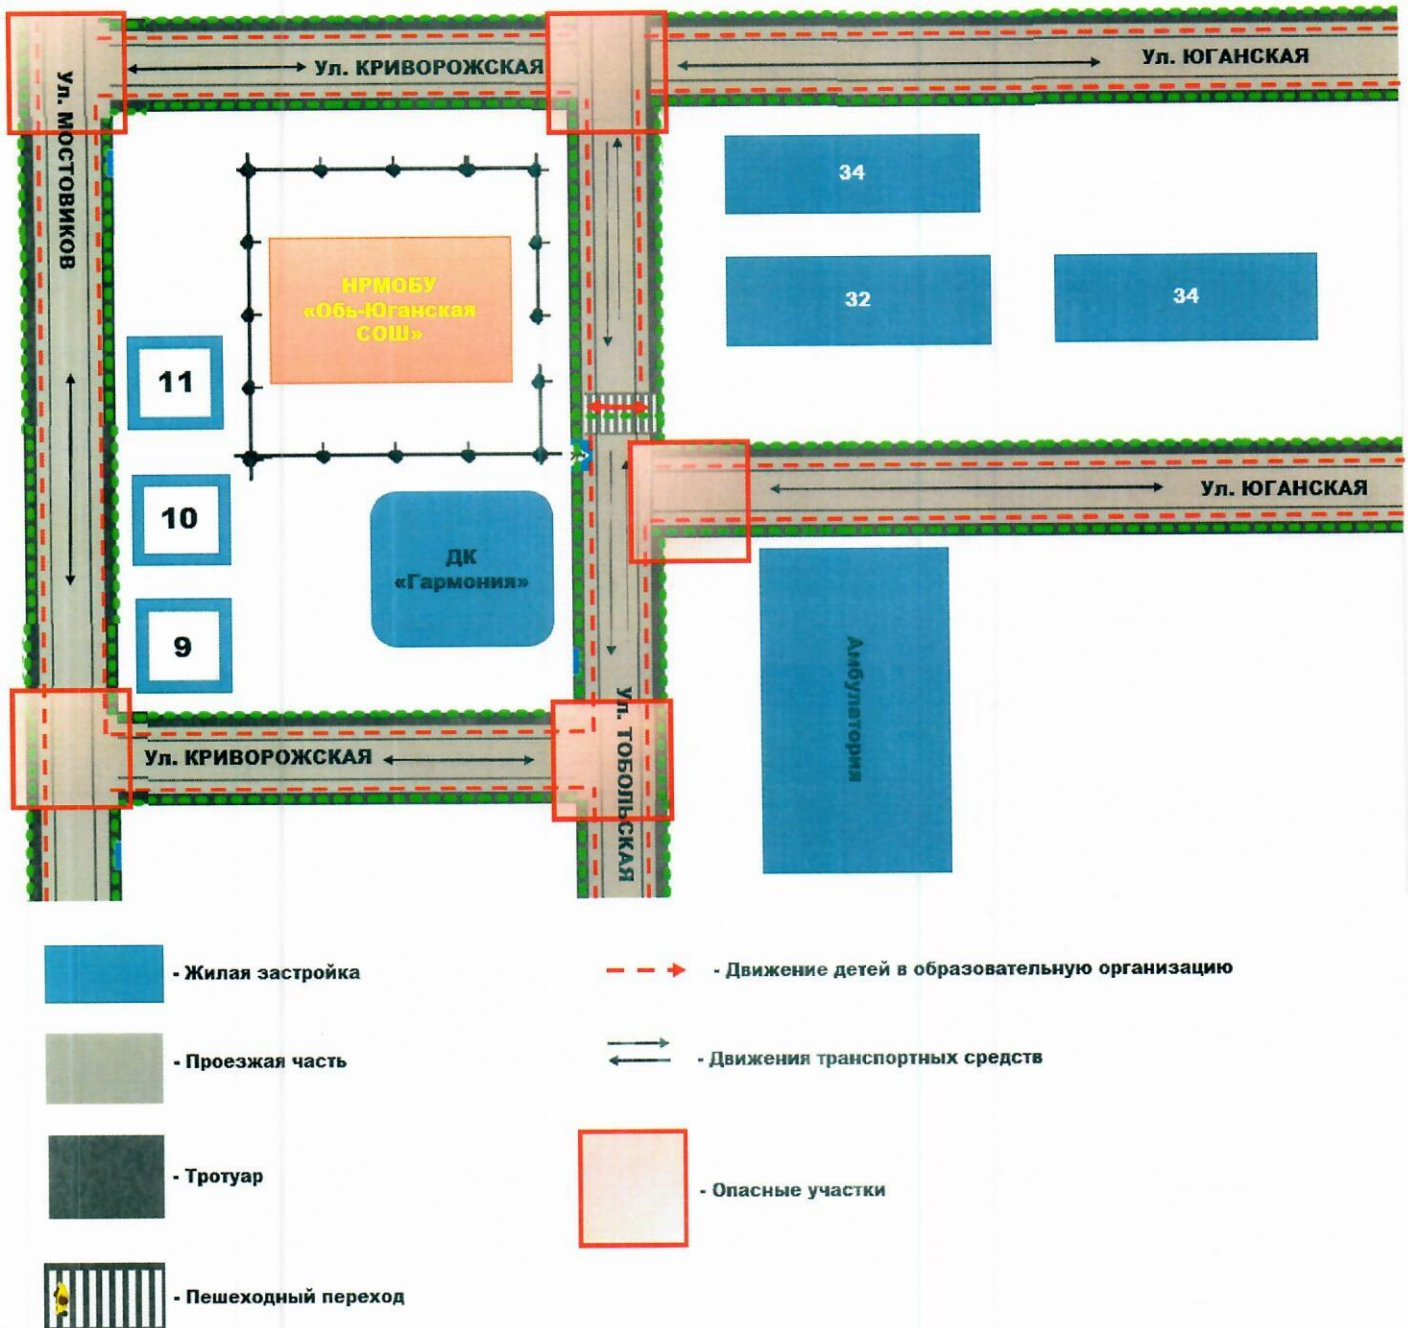 Ул. КРИВОРОЖСКАЯ
Ул. ЮГАНСКАЯ
Ул. МОСТОВИКОВ
34
НРМОБУ
«Обь-Юганская
СОШ»
32
34
11
10
Ул. ЮГАНСКАЯ
ДК
«Гармония»
9
Амбулатория
Ул. КРИВОРОЖСКАЯ
Ул. ТОБОЛЬСКАЯ
- Жилая застройка
- Движение детей в образовательную организацию
- Проезжая часть
- Движения транспортных средств
- Тротуар
- Опасные участки
- Пешеходный переход